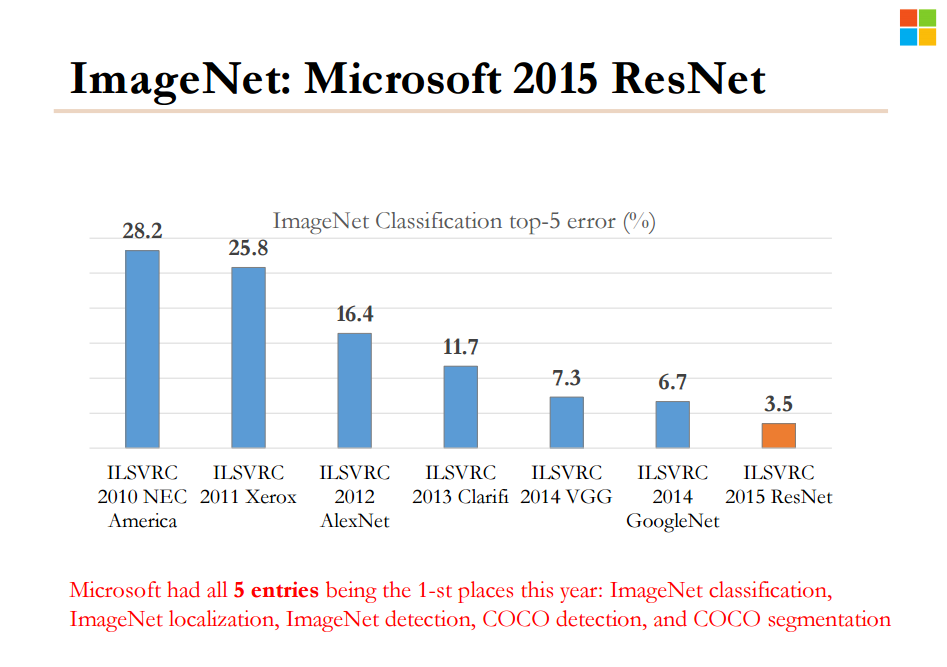 ImageNet: Microsoft 2015 ResNet
ImageNet Classification top-5 error (%)
28.2
25.8
16.4
11.7
7.3
6.7
3.5
ILSVRC
2010 NEC
America
ILSVRC
2011 Xerox
ILSVRC
2012
AlexNet
ILSVRC
2013 Clarifi
ILSVRC
2014 VGG
ILSVRC
2014
GoogleNet
ILSVRC
2015 ResNet
Microsoft had all 5 entries being the 1-st places this year: ImageNet classification,
ImageNet localization, ImageNet detection, COCO detection, and COCO segmentation